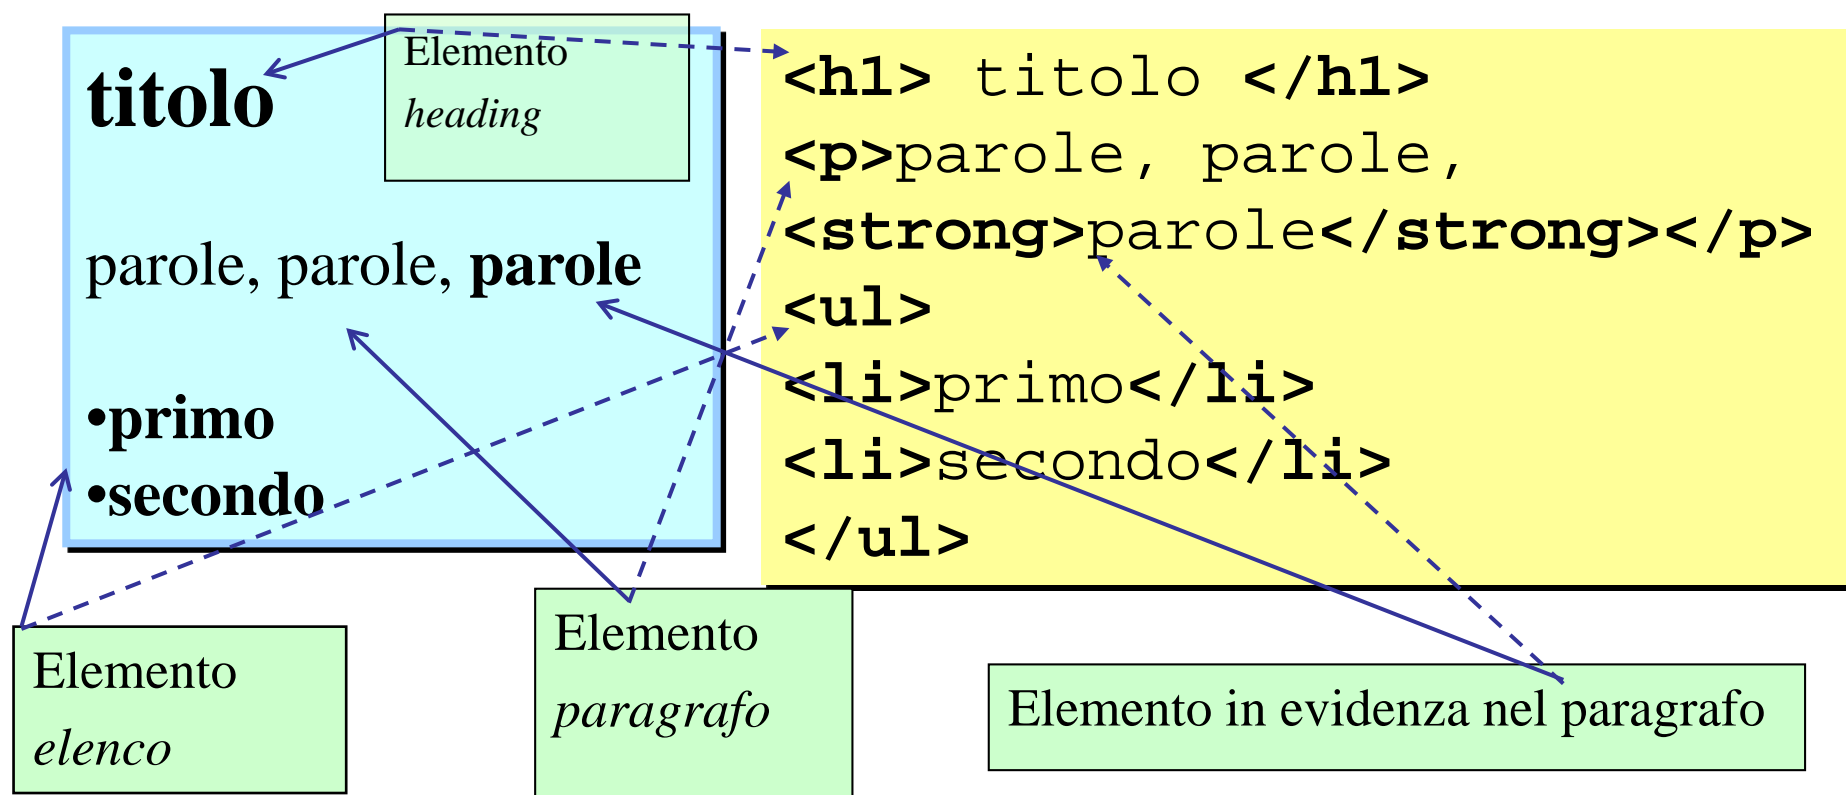 titolo
parole, parole, parole
•primo
•secondo
Elemento
heading
<h1> titolo </h1>
<p>parole, parole,
<strong>parole</strong></p>
<ul>
<li>primo</li>
<li>secondo</li>
</ul>
Elemento
elenco
Elemento
paragrafo
Elemento in evidenza nel paragrafo